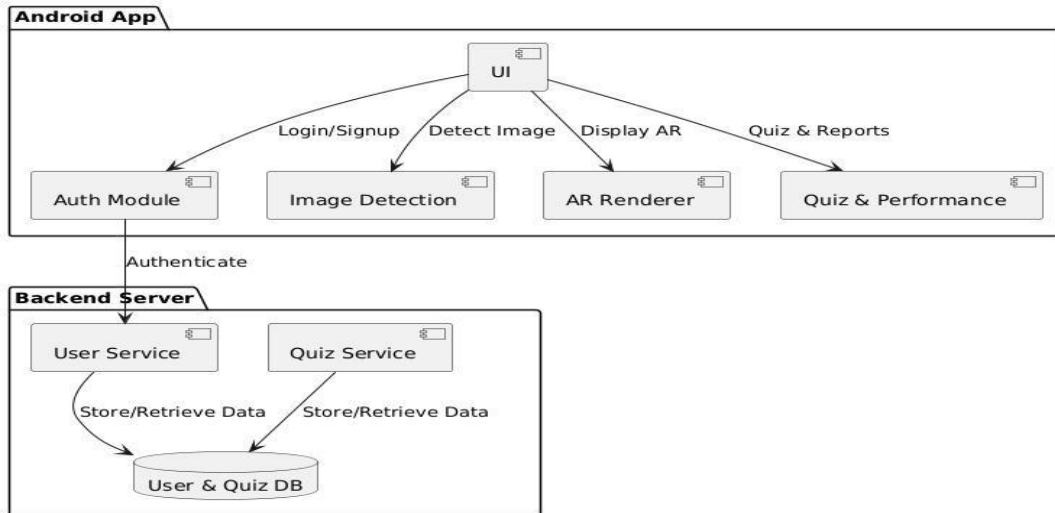 Android App
UI
Login/Signup
Detect Image
Display AR
Quiz & Reports
Auth Module
Image Detection
AR Renderer
Quiz & Performance
Authenticate
Backend Server
User Service
Quiz Service
Store/Retrieve Data
Store/Retrieve Data
User & Quiz DB